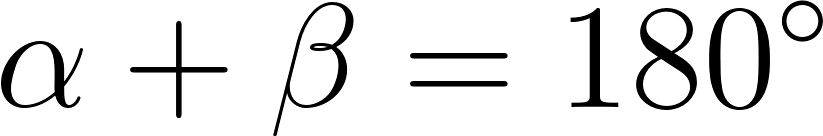 α + β = 180°